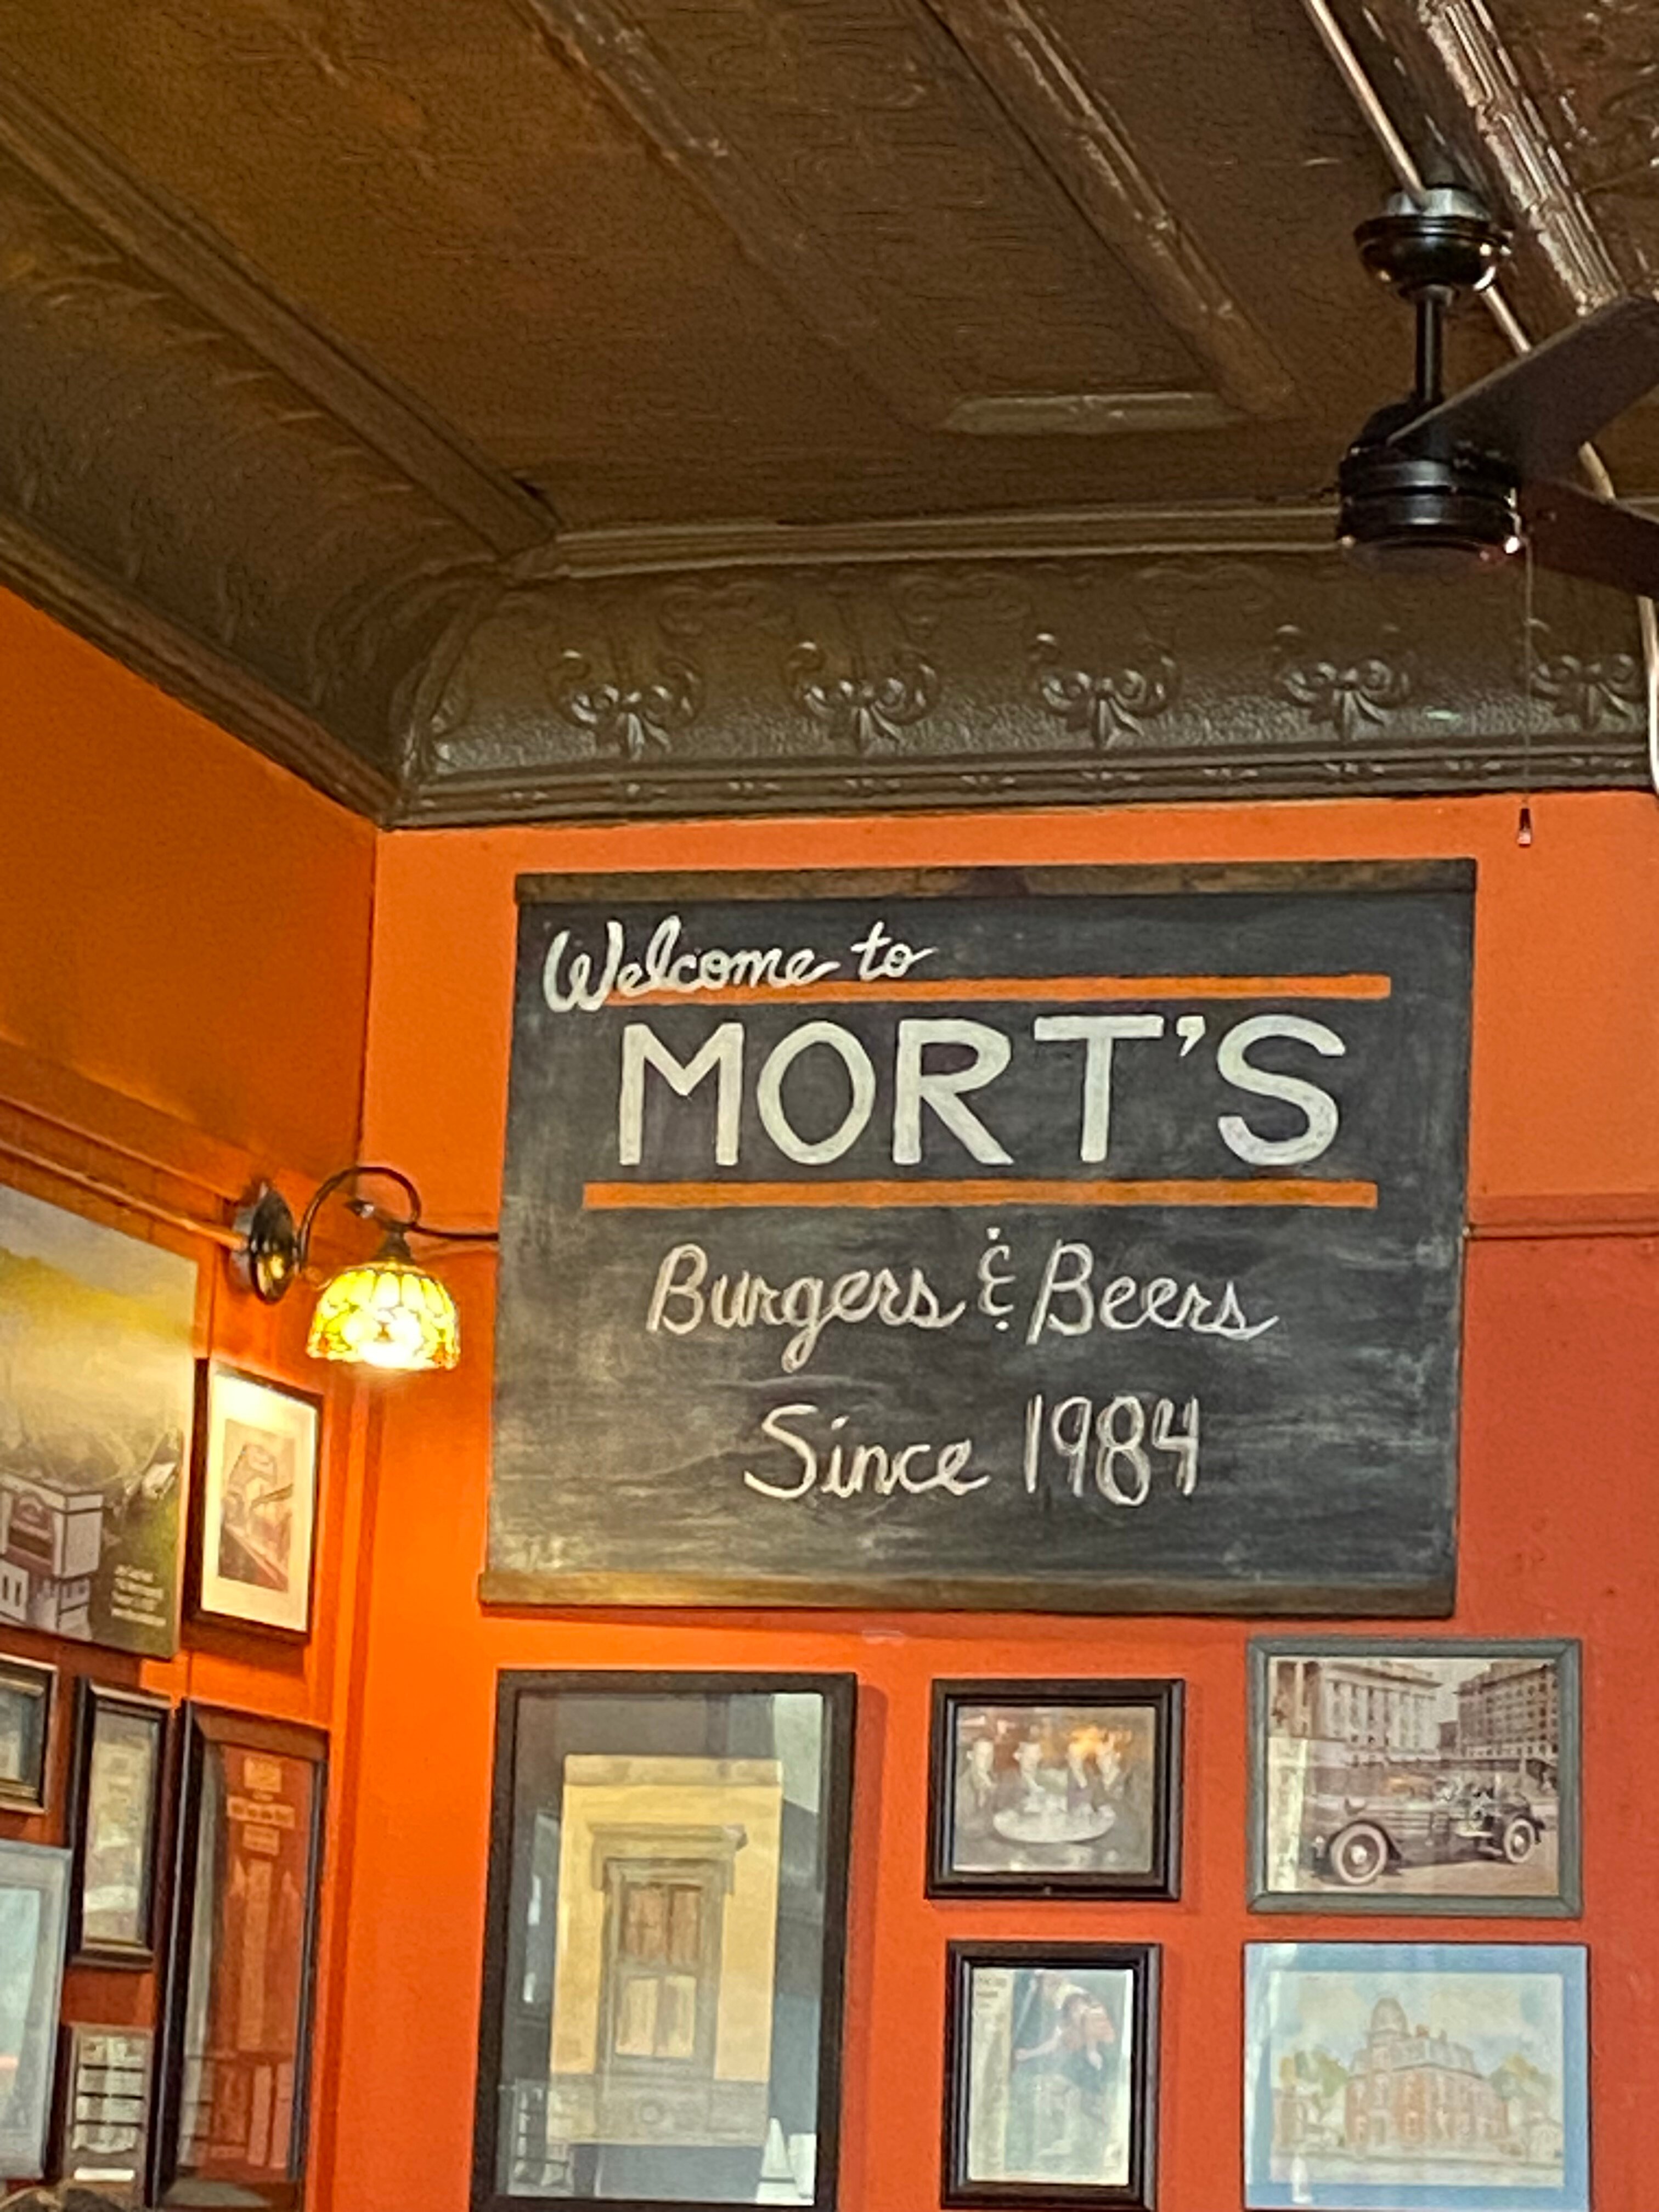 Welcome to
MORT'S
Burgers & Beers
Since 1984